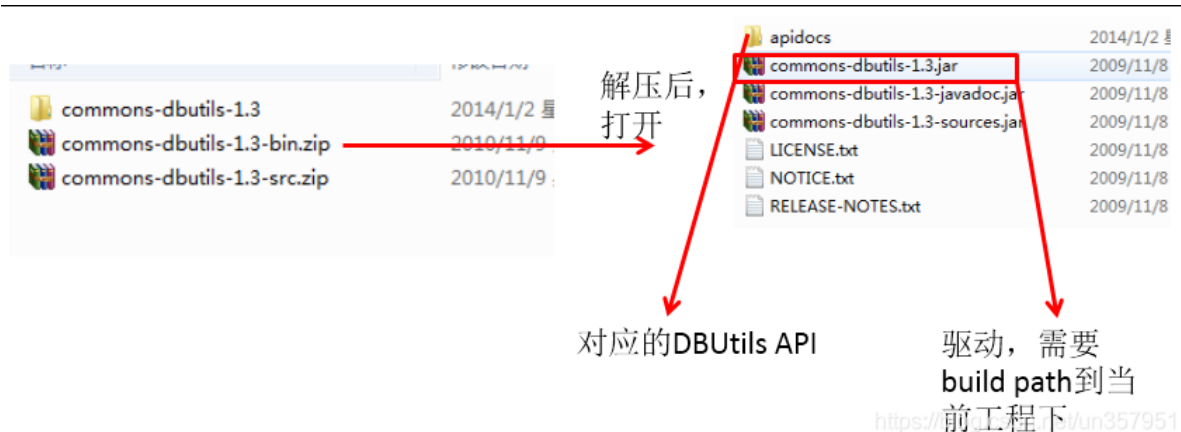 commons-dbutils-1.3
2014/1/2 星
commons-dbutils-1.3-bin.zip
2010/11/9
commons-dbutils-1.3-src.zip
2010/11/9
解压后，
打开
apidocs
2014/1/2
commons-dbutils-1.3.jar
2009/11/8
commons-dbutils-1.3-javadoc.jar
2009/11/8
commons-dbutils-1.3-sources.jar
2009/11/8
LICENSE.txt
2009/11/8
NOTICE.txt
2009/11/8
RELEASE-NOTES.txt
2009/11/8
对应的DBUtils API
驱动，需要
build path到当
前工程下